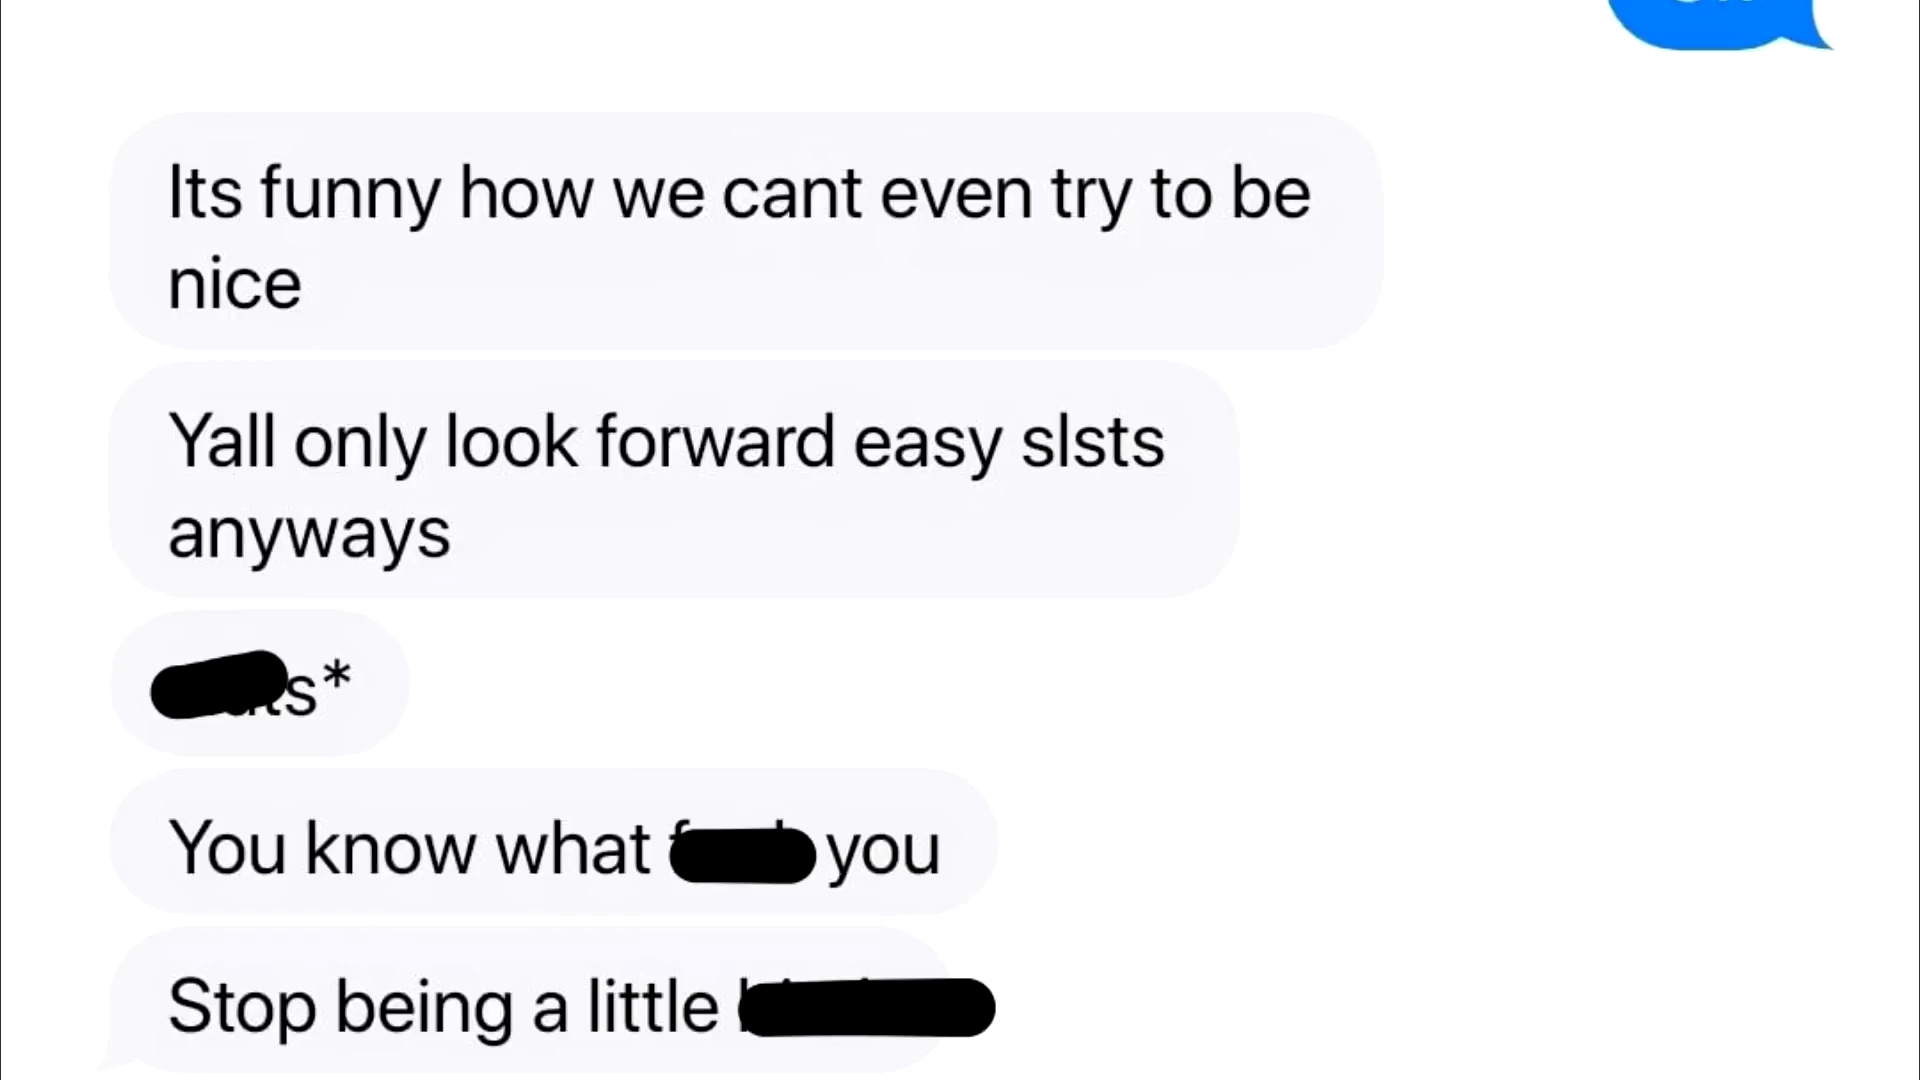 Its funny how we cant even try to be
nice
Yall only look forward easy slsts
anyways
You know what you
Stop being a little